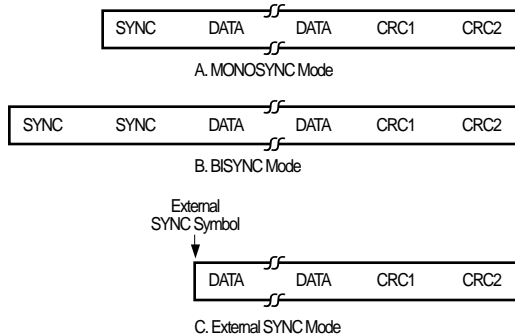 SYNC DATA DATA CRC1 CRC2
A. MONOSYNC Mode
SYNC SYNC DATA DATA CRC1 CRC2
B. BISYNC Mode
External
SYNC Symbol
DATA DATA CRC1 CRC2
C. External SYNC Mode